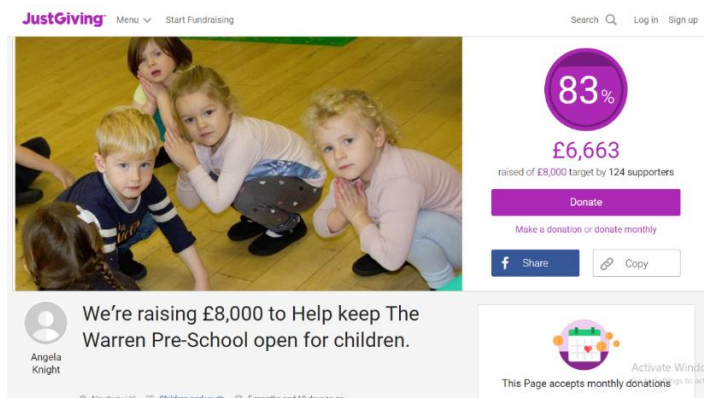 JustGiving Menu Start Fundraising Search Log in Sign up
83%
£6,663
raised of £8,000 target by 124 supporters
Donate
Make a donation or donate monthly
f Share Copy
We're raising £8,000 to Help keep The
Warren Pre-School open for children.
Angela
Knight
This Page accepts monthly donations
Activate Windo